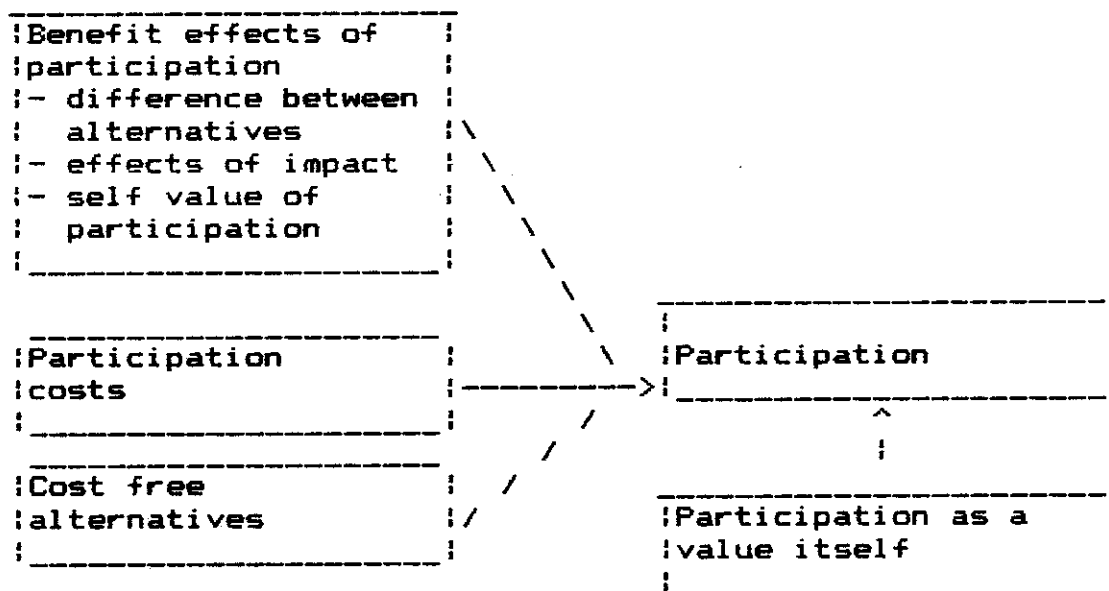 Benefit effects of
participation
- difference between
alternatives
- effects of impact
- self value of
participation
Participation
costs
Participation
Cost free
alternatives
Participation as a
value itself